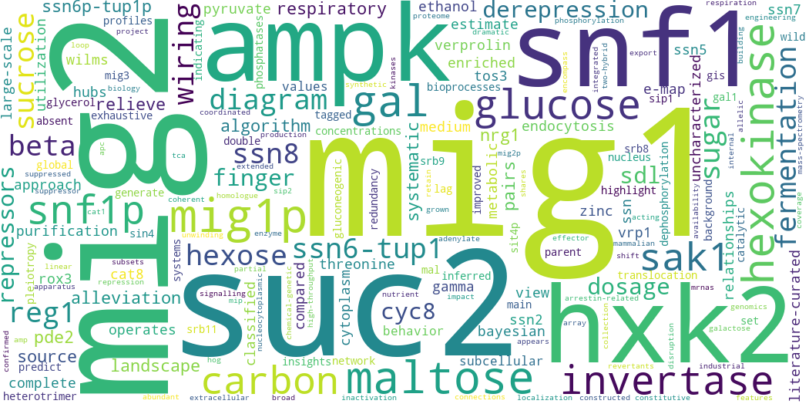 ssn6p-tup1p
pyruvate
respiratory
ethanol
derepression
phosphorylation
respiration
engineering
ssn7
proteome
dramatic
large-scale
sucrose
utilization
loop
project
profiles
biology
wilms
hubs
mig3
glycerol
relieve
absent
exhaustive
wiring
indicating
phosphatases
ampk
estimate
verprolin
enriched
tos3
values
bioprocesses
tagged
kinases
synthetic
export
two-hybrid
integrated
encompass
building
snf1
ssn5
wild
e-map
gis
sip1
gal1
uncharacterized
mass-spectrometry
allelic
internal
hexokinase
mig2
diagram
gal
glucose
algorithm
double
concentrations
medium
nrg1
endocytosis
systematic
coordinated
production
extended
suppressed
suppressor
beta
global
approach
generate
tca
apc
homologue
sip2
coherent
cat1
ssn8
finger
redundancy
gluconeogenic
srb9
retain
lag
grown
metabolic
improved
mig2p
shares
pairs
sdl
zinc
nucleus
srb8
ssn
acting
dephosphorylation
highlight
sugar
availability
background
mammalian
fermentation
repressors
snf1p
mig1p
mig1
purification
sin4
pleiotropy
rox3
linear
apparatus
cat8
subsets
repression
systems
unwinding
enzyme
partial
hexose
ssn6-tup1
threonine
adenylate
sit4p
vrp1
effector
parent
shift
translocation
sak1
catalytic
relationships
coverage
alleviation
reg1
amp
pde2
operates
source
predict
landscape
complete
confirmed
heterotrimer
abundant
srb11
hog
mip
signalling
nucleocytoplasmic
classified
extracellular
insights
broad
chemical-genetic
high-throughput
compared
cytoplasm
network
inactivation
suc2
mal
inferred
gamma
cyc8
behavior
nutrient
impact
view
main
ssn2
bayesian
appears
subcellular
dosage
arrestin-related
array
collection
disruption
mrnas
genomics
galactose
set
hxk2
literature-curated
carbon
maltose
connections
localization
constructed
constitutive
invertase
industrial
features